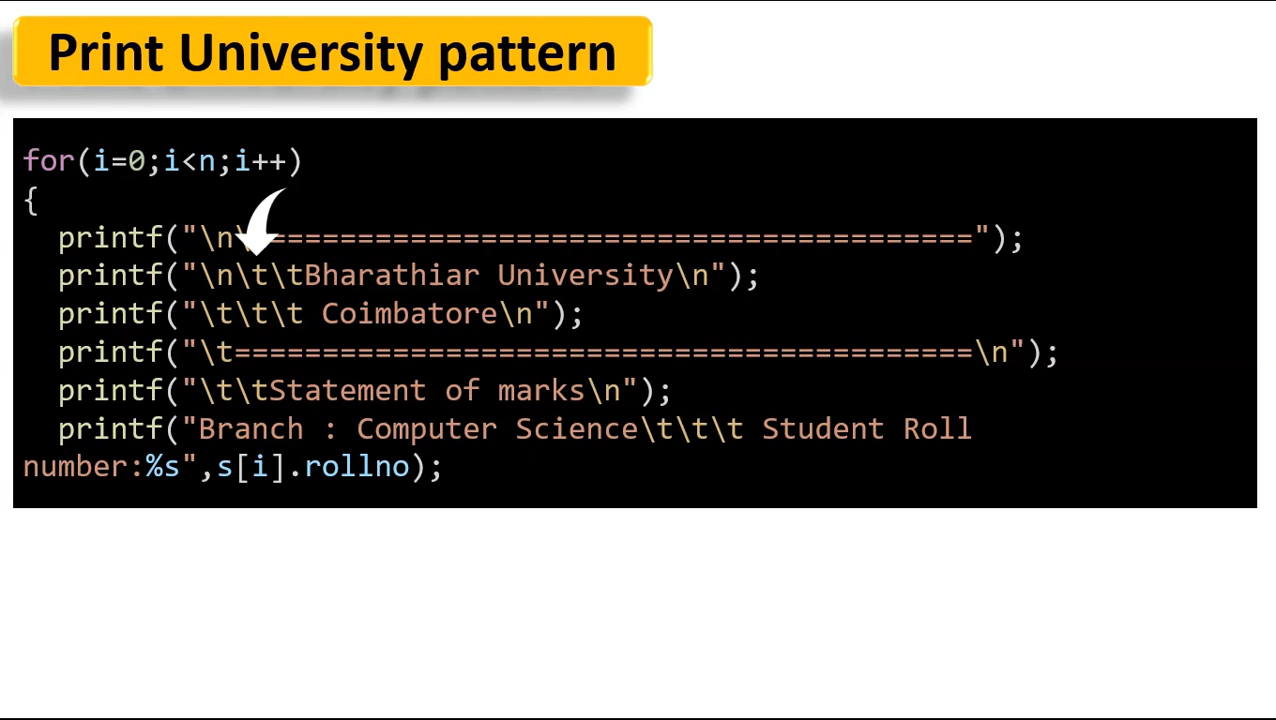 Print University pattern
for(i=0;i<n;i++)
{
printf("\n\t========================================");
printf("\n\t\tBharathiar University\n");
printf("\t\t\t Coimbatore\n");
printf("\t==========================================\n");
printf("\t\tStatement of marks\n");
printf("Branch : Computer Science\t\t\t Student Roll
number:%s",s[i].rollno);